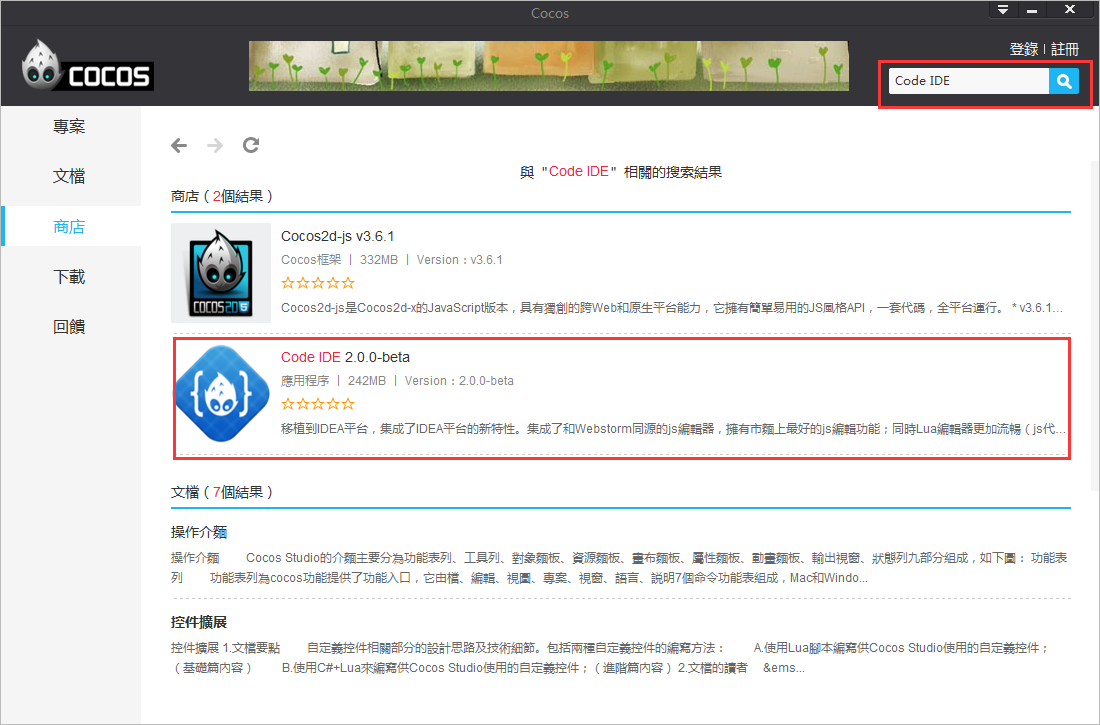 Cocos
COCOS
登錄 | 註冊
Code IDE
專案
文檔
商店
下載
回饋
與 "Code IDE" 相關的搜索結果
商店 ( 2個結果 )
COCOS2D JS
Cocos2d-js v3.6.1
Cocos框架 | 332MB | Version：v3.6.1
Cocos2d-js是Cocos2d-x的JavaScript版本，具有獨創的跨Web和原生平台能力，它擁有簡單易用的JS風格API，一套代碼，全平台運行。 * v3.6.1...
Code IDE 2.0.0-beta
應用程序 | 242MB | Version：2.0.0-beta
移植到IDEA平台，集成了IDEA平台的新特性。集成了和Webstorm同源的js編輯器，擁有市麵上最好的js編輯功能；同時Lua編輯器更加流暢（js代...
文檔 ( 7個結果 )
操作介麵
操作介麵 Cocos Studio的介麵主要分為功能表列、工具列、對象麵板、資源麵板、畫布麵板、屬性麵板、動畫麵板、輸出視窗、狀態列九部分組成，如下圖： 功能表
列 功能表列為cocos功能提供了功能入口，它由檔、編輯、視圖、專案、視窗、語言、説明7個命令功能表組成，Mac和Windo...
控件擴展
控件擴展 1.文檔要點 自定義控件相關部分的設計思路及技術細節。包括兩種自定義控件的編寫方法： A.使用Lua腳本編寫供Cocos Studio使用的自定義控件；
（基礎篇內容） B.使用C#+Lua來編寫供Cocos Studio使用的自定義控件；（進階篇內容）2.文檔的讀者 &ems...